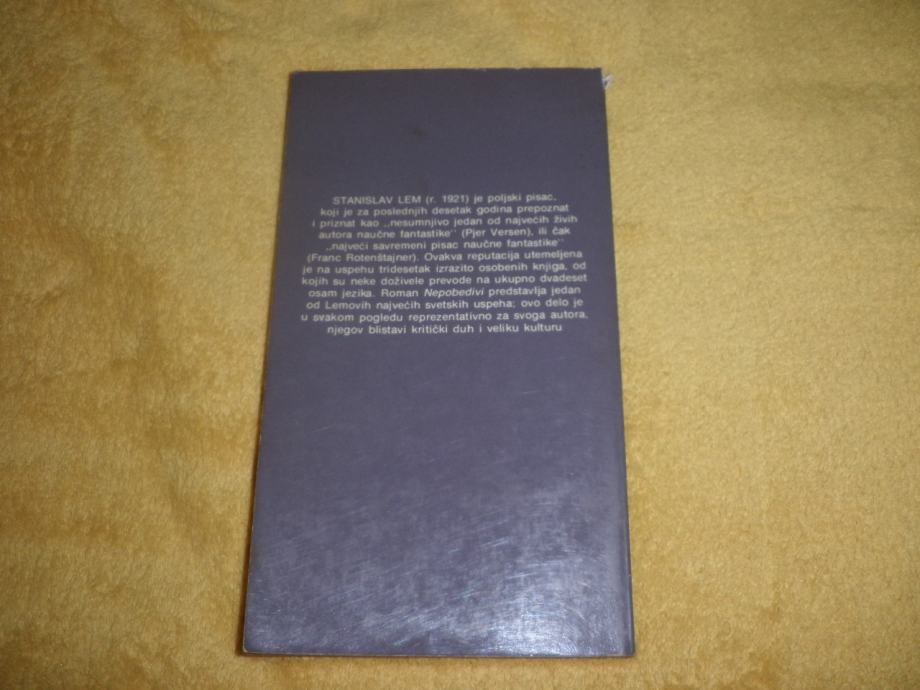 STANISLAV LEM (r. 1921) je poljski pisac,
koji je za poslednjih desetak godina prepoznat
i priznat kao ,,nesumnjivo jedan od najvećih živih
autora naučne fantastike'' (Pjer Versen), ili čak
,,najveći savremeni pisac naučne fantastike''
(Franc Rotenštajner). Ovakva reputacija utemeljena
je na uspehu tridesetak izrazito osobenih knjiga, od
kojih su neke doživele prevode na ukupno dvadeset
osam jezika. Roman Nepobedivi predstavlja jedan
od Lemovih najvećih svetskih uspeha; ovo delo je
u svakom pogledu reprezentativno za svoga autora,
njegov blistavi kritički duh i veliku kulturu